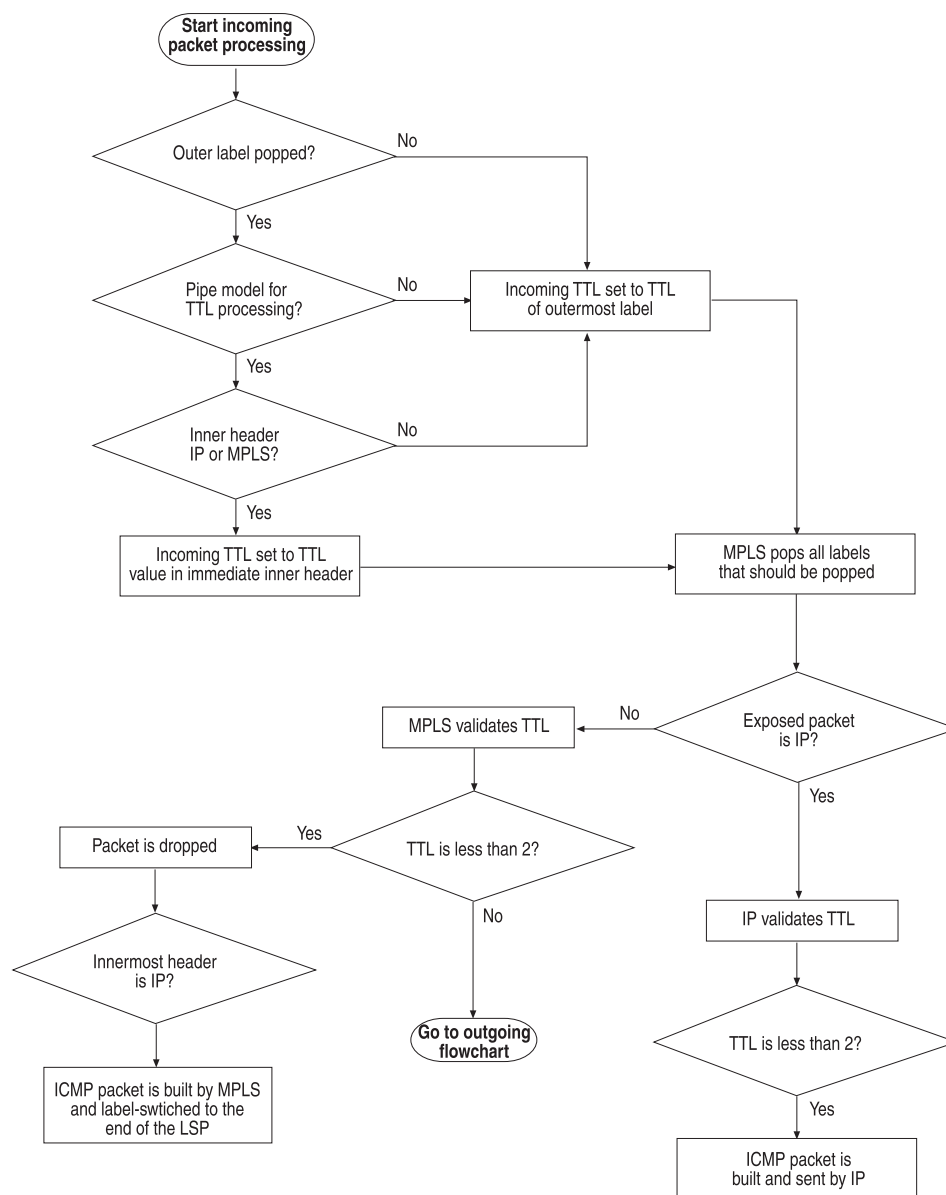 Start incoming
packet processing
Outer label popped?
No
Yes
Pipe model for
TTL processing?
No
Incoming TTL set to TTL
of outermost label
Yes
Inner header
IP or MPLS?
No
Yes
Incoming TTL set to TTL
value in immediate inner header
MPLS pops all labels
that should be popped
Exposed packet
is IP?
No
MPLS validates TTL
Yes
TTL is less than 2?
Yes
Packet is dropped
No
IP validates TTL
Innermost header
is IP?
Go to outgoing
flowchart
TTL is less than 2?
Yes
ICMP packet is built by MPLS
and label-swtiched to the
end of the LSP
ICMP packet is
built and sent by IP